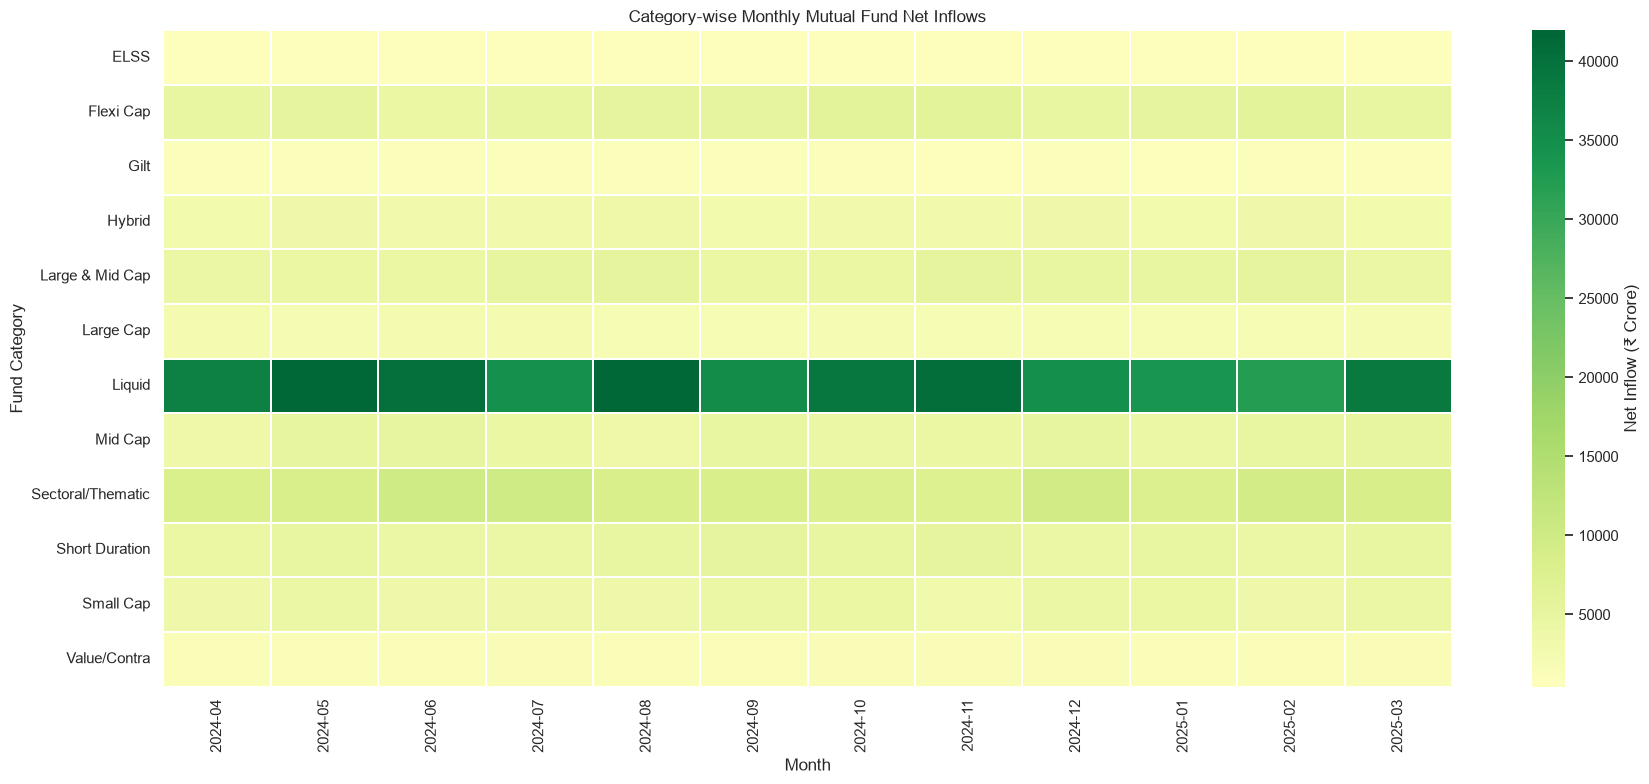 Category-wise Monthly Mutual Fund Net Inflows
Fund Category
ELSS
Flexi Cap
Gilt
Hybrid
Large & Mid Cap
Large Cap
Liquid
Mid Cap
Sectoral/Thematic
Short Duration
Small Cap
Value/Contra
2024-04
2024-05
2024-06
2024-07
2024-08
2024-09
2024-10
2024-11
2024-12
2025-01
2025-02
2025-03
Month
40000
35000
30000
25000
20000
15000
10000
5000
Net Inflow (₹ Crore)